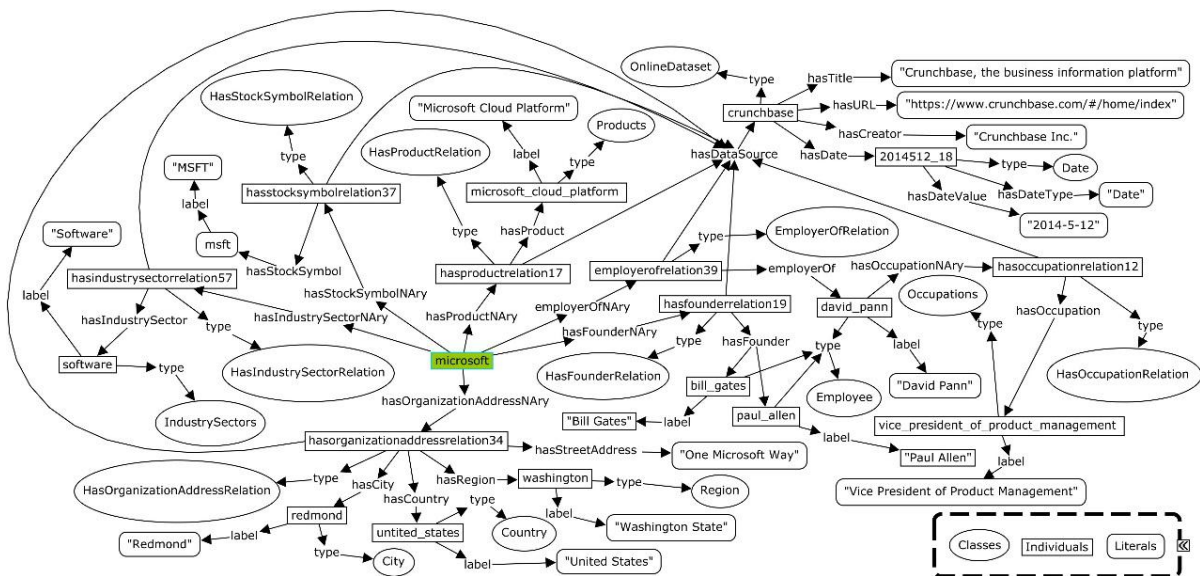 OnlineDataset
type
hasTitle
"Crunchbase, the business information platform"
HasStockSymbolRelation
"Microsoft Cloud Platform"
crunchbase
hasURL
"https://www.crunchbase.com/#/home/index"
Products
hasCreator
"Crunchbase Inc."
HasProductRelation
label
type
hasDataSource
hasDate
2014512_18
type
Date
type
"MSFT"
hasstocksymbolrelation37
microsoft_cloud_platform
hasDateValue
hasDateType
"Date"
label
"2014-5-12"
"Software"
msft
type
hasProduct
type
EmployerOfRelation
hasindustrysectorrelation57
hasStockSymbol
hasproductrelation17
employerofrelation39
employerOf
hasOccupationNAry
hasoccupationrelation12
label
hasStockSymbolNAry
employerOfNAry
hasfounderrelation19
david_pann
Occupations
hasIndustrySector
type
hasIndustrySectorNAry
hasProductNAry
hasFounderNAry
hasOccupation
type
type
hasFounder
type
label
type
software
type
HasIndustrySectorRelation
microsoft
HasFounderRelation
bill_gates
"David Pann"
HasOccupationRelation
hasOrganizationAddressNAry
Employee
IndustrySectors
"Bill Gates"
label
paul_allen
vice_president_of_product_management
hasorganizationaddressrelation34
hasStreetAddress
"One Microsoft Way"
label
"Paul Allen"
label
HasOrganizationAddressRelation
type
hasCity
hasRegion
washington
type
Region
"Vice President of Product Management"
hasCountry
type
redmond
label
"Redmond"
label
untited_states
Country
"Washington State"
type
City
label
"United States"
Classes
Individuals
Literals